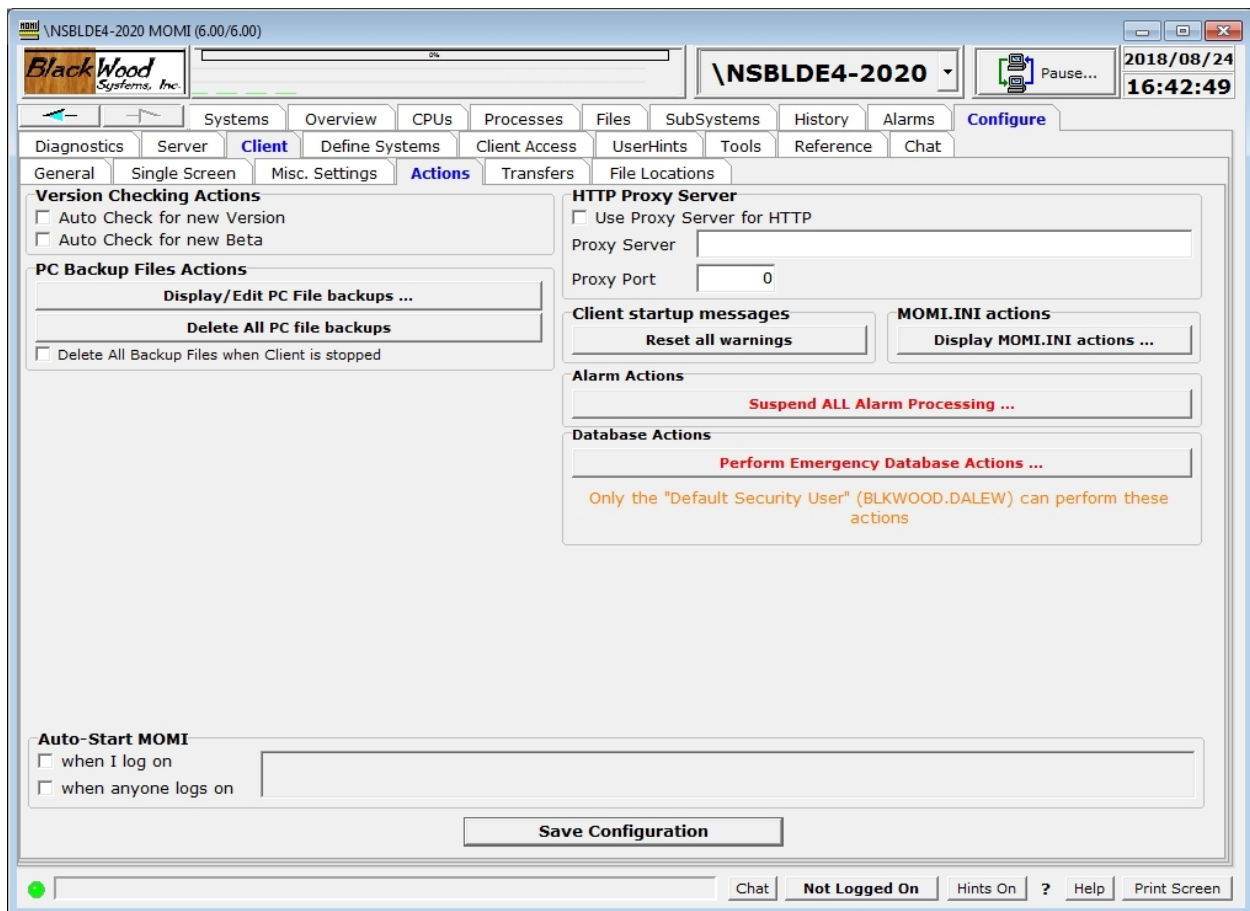 MOMI
\NSBLDE4-2020 MOMI (6.00/6.00)
BlackWood
Systems, Inc.
0%
\NSBLDE4-2020
Pause...
2018/08/24
16:42:49
Systems Overview CPUs Processes Files SubSystems History Alarms Configure
Diagnostics Server Client Define Systems Client Access UserHints Tools Reference Chat
General Single Screen Misc. Settings Actions Transfers File Locations
Version Checking Actions
Auto Check for new Version
Auto Check for new Beta
PC Backup Files Actions
Display/Edit PC File backups ...
Delete All PC file backups
Delete All Backup Files when Client is stopped
HTTP Proxy Server
Use Proxy Server for HTTP
Proxy Server
Proxy Port 0
Client startup messages
Reset all warnings
MOMI.INI actions
Display MOMI.INI actions ...
Alarm Actions
Suspend ALL Alarm Processing ...
Database Actions
Perform Emergency Database Actions ...
Only the "Default Security User" (BLKWOOD.DALEW) can perform these
actions
Auto-Start MOMI
when I log on
when anyone logs on
Save Configuration
Chat Not Logged On Hints On ? Help Print Screen